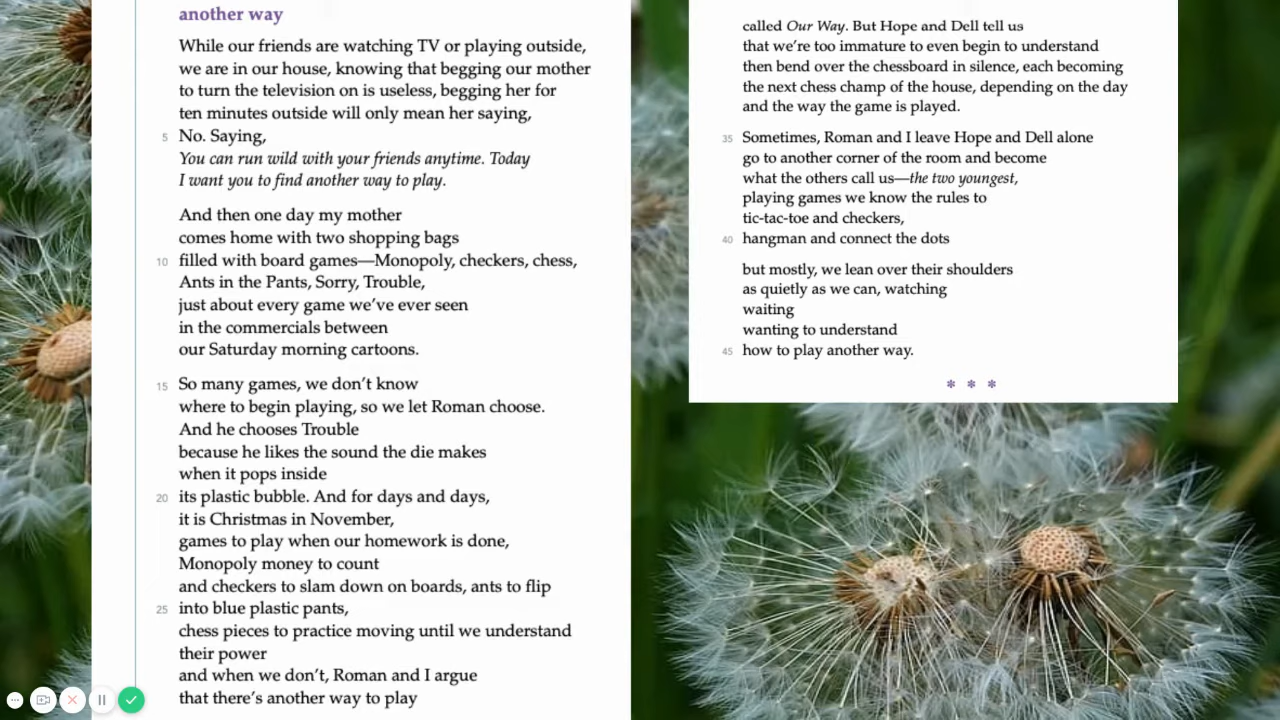 another way
While our friends are watching TV or playing outside,
we are in our house, knowing that begging our mother
to turn the television on is useless, begging her for
ten minutes outside will only mean her saying,
5 No. Saying,
You can run wild with your friends anytime. Today
I want you to find another way to play.
And then one day my mother
comes home with two shopping bags
10 filled with board games—Monopoly, checkers, chess,
Ants in the Pants, Sorry, Trouble,
just about every game we’ve ever seen
in the commercials between
our Saturday morning cartoons.
15 So many games, we don’t know
where to begin playing, so we let Roman choose.
And he chooses Trouble
because he likes the sound the die makes
when it pops inside
20 its plastic bubble. And for days and days,
it is Christmas in November,
games to play when our homework is done,
Monopoly money to count
and checkers to slam down on boards, ants to flip
25 into blue plastic pants,
chess pieces to practice moving until we understand
their power
and when we don’t, Roman and I argue
that there’s another way to play
called Our Way. But Hope and Dell tell us
that we’re too immature to even begin to understand
then bend over the chessboard in silence, each becoming
the next chess champ of the house, depending on the day
and the way the game is played.
35 Sometimes, Roman and I leave Hope and Dell alone
go to another corner of the room and become
what the others call us—the two youngest,
playing games we know the rules to
tic-tac-toe and checkers,
40 hangman and connect the dots
but mostly, we lean over their shoulders
as quietly as we can, watching
waiting
wanting to understand
45 how to play another way.